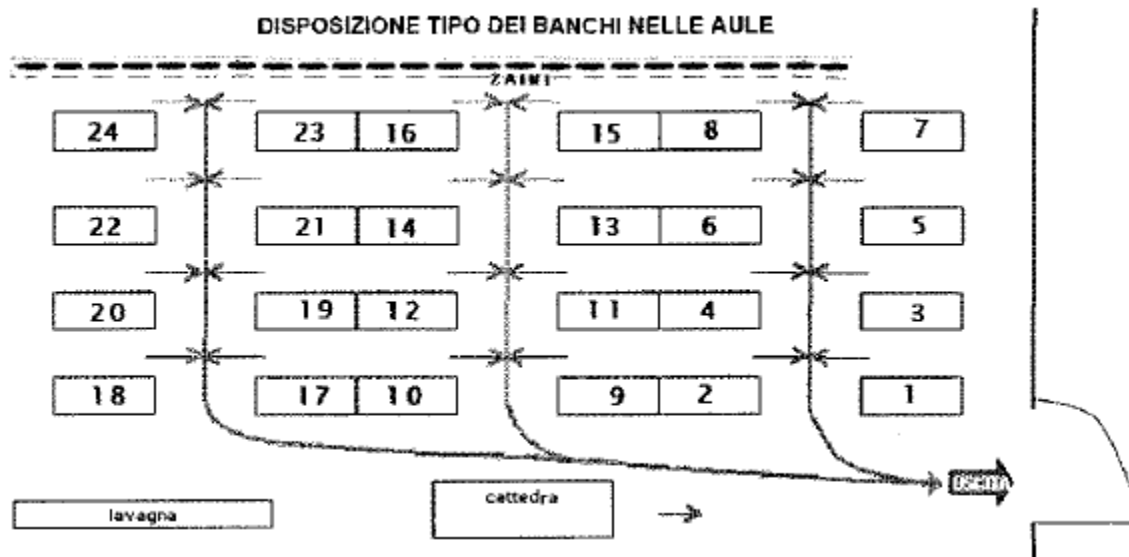 DISPOSIZIONE TIPO DEI BANCHI NELLE AULE
ZAINI
24 23 16 15 8 7
22 21 14 13 6 5
20 19 12 11 4 3
18 17 10 9 2 1
USCITA
cattedra
lavagna